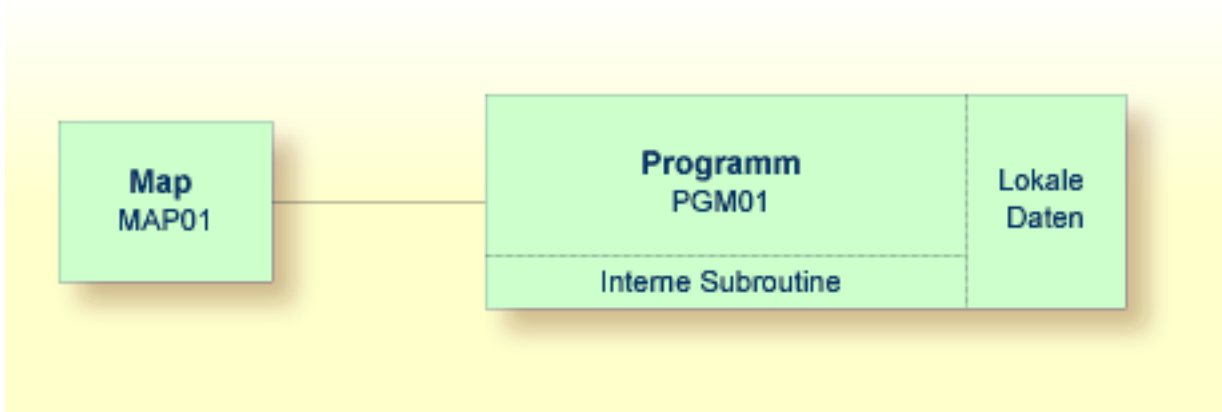 Map
MAP01
Programm
PGM01
Lokale
Daten
Interne Subroutine